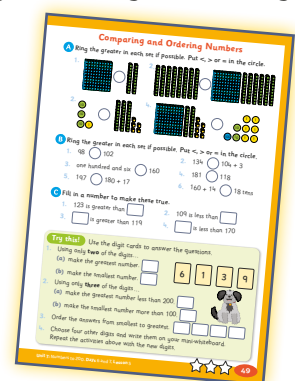 Comparing and Ordering Numbers
A Ring the greater in each set if possible. Put <, > or = in the circle.
1.
2.
3.
4.
B Ring the greater in each set if possible. Put <, > or = in the circle.
1. 98 102
2. 134 104 + 3
3. one hundred and six 160
4. 181 118
5. 197 180 + 17
6. 160 + 14 18 tens
C Fill in a number to make these true.
1. 123 is greater than
2. 109 is less than
3. is greater than 119
4. is less than 170
Try this! Use the digit cards to answer the questions.
1. Using only two of the digits...
(a) make the greatest number.
(b) make the smallest number.
6 1 3 9
2. Using only three of the digits...
(a) make the greatest number less than 200.
(b) make the smallest number more than 100.
3. Order the answers from smallest to greatest.
4. Choose four other digits and write them on your mini-whiteboard.
Repeat the activities above with the new digits.
49